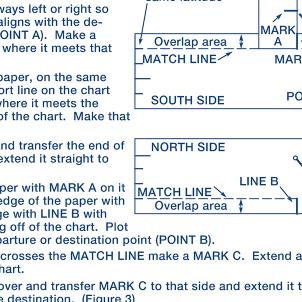 ways left or right so
aligns with the de-
POINT A).  Make a
where it meets that
paper, on the same
ort line on the chart
where it meets the
of the chart.  Make that
and transfer the end of
extend it straight to
per with MARK A on it
edge of the paper with
ge with LINE B with
g off of the chart.  Plot
parture or destination point (POINT B).
crosses the MATCH LINE make a MARK C.  Extend a
hart.
over and transfer MARK C to that side and extend it t
e destination.  (Figure 3)
same latitude
Overlap area
MARK
A
MATCH LINE
MAR
SOUTH SIDE
PO
NORTH SIDE
LINE B
MATCH LINE
Overlap area